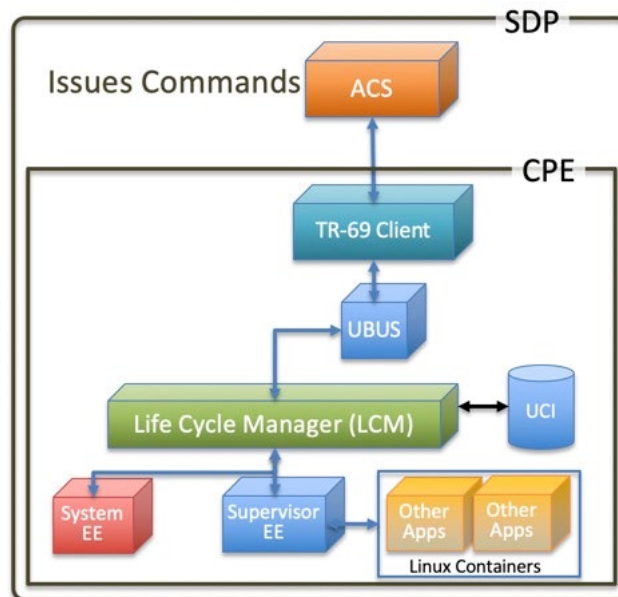 SDP
Issues Commands
ACS
CPE
TR-69 Client
UBUS
Life Cycle Manager (LCM)
UCI
System
EE
Supervisor
EE
Other
Apps
Other
Apps
Linux Containers